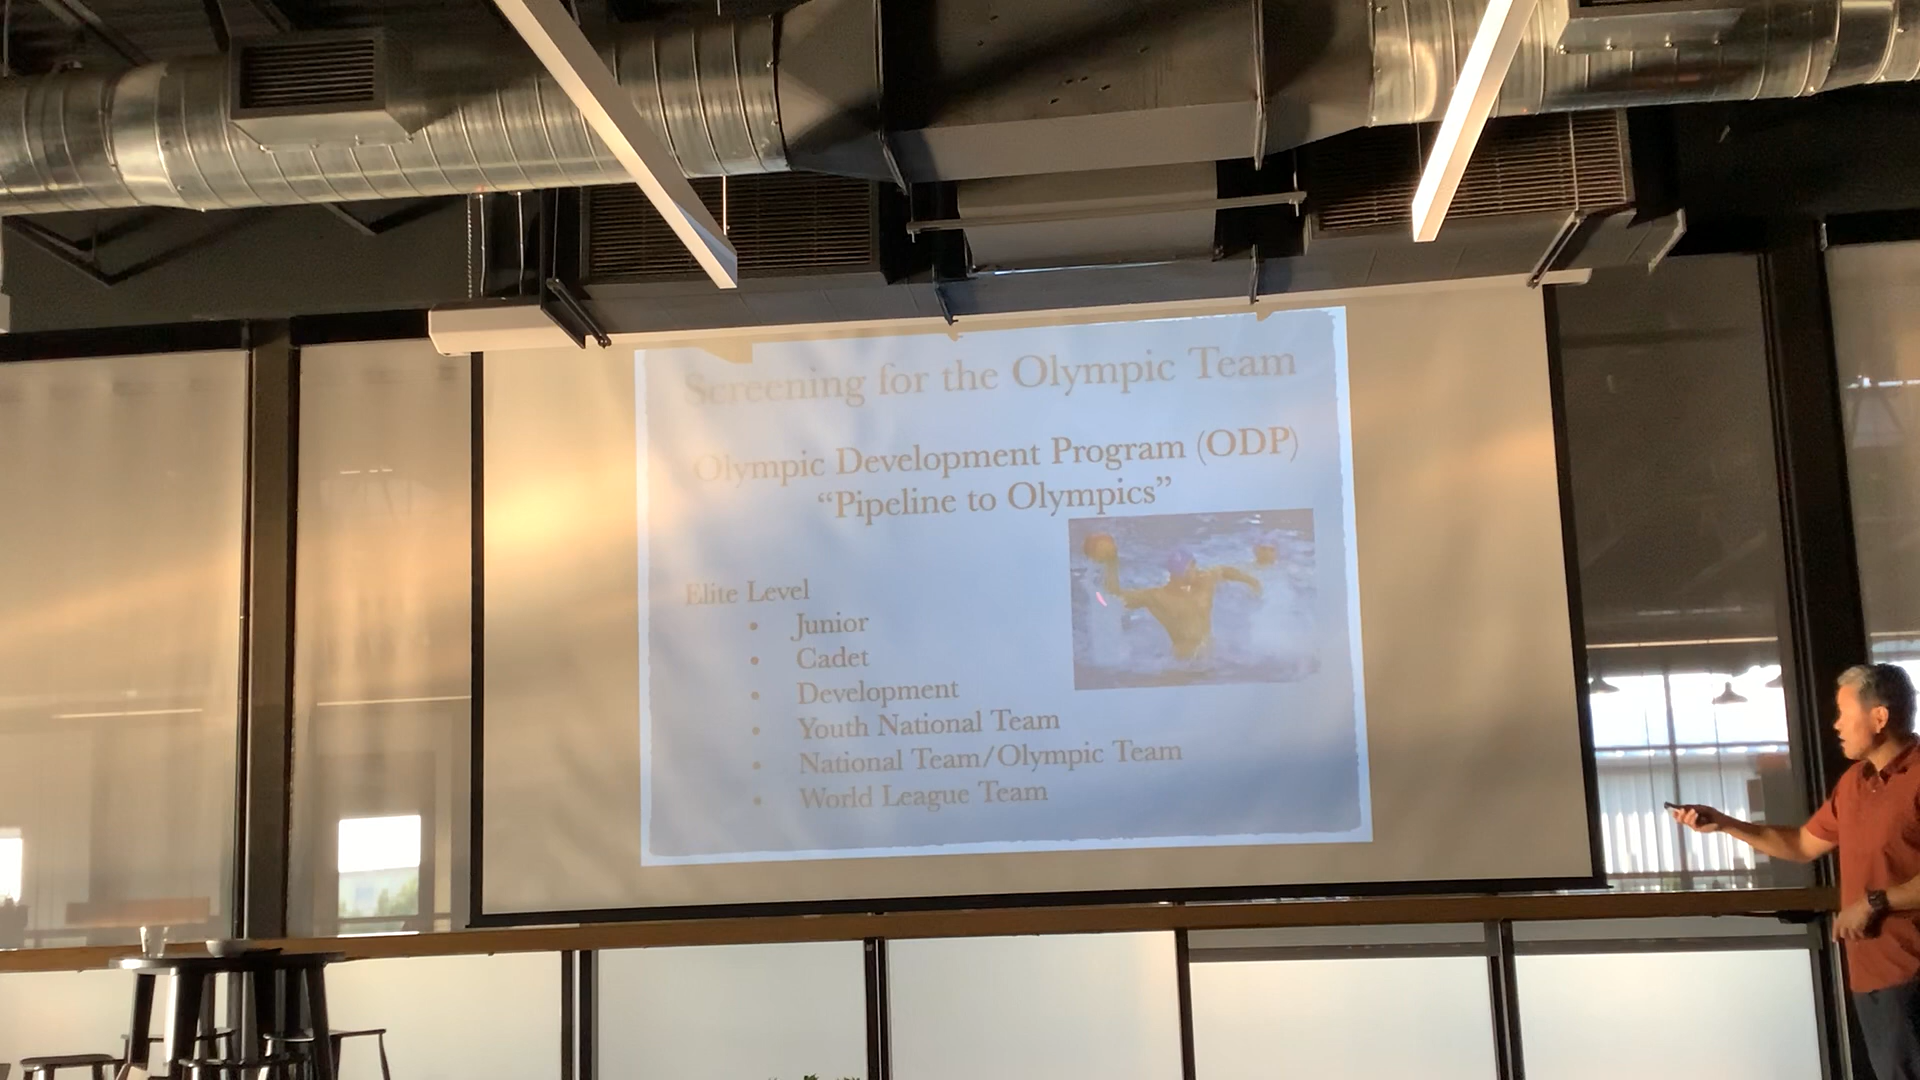 Screening for the Olympic Team
Olympic Development Program (ODP)
“Pipeline to Olympics”
Elite Level
• Junior
• Cadet
• Development
• Youth National Team
• National Team/Olympic Team
• World League Team